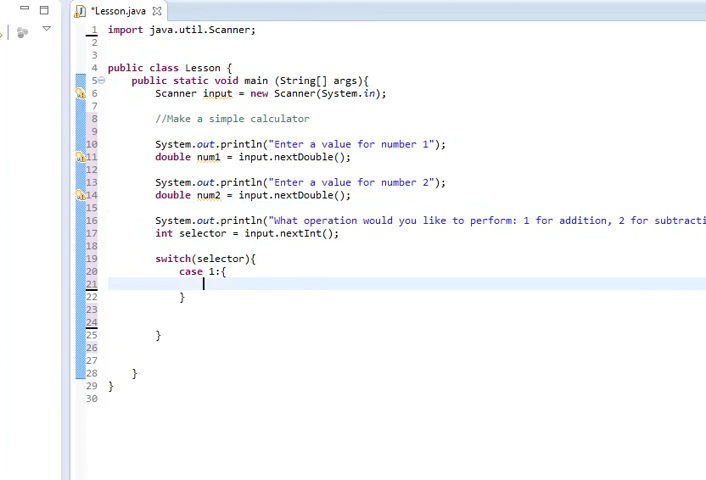 *Lesson.java
1 import java.util.Scanner;
2
3
4 public class Lesson {
5 public static void main (String[] args){
6 Scanner input = new Scanner(System.in);
7
8 //Make a simple calculator
9
10 System.out.println("Enter a value for number 1");
11 double num1 = input.nextDouble();
12
13 System.out.println("Enter a value for number 2");
14 double num2 = input.nextDouble();
15
16 System.out.println("What operation would you like to perform: 1 for addition, 2 for subtracti
17 int selector = input.nextInt();
18
19 switch(selector){
20 case 1:{
21
22 }
23
24
25 }
26
27
28 }
29 }
30